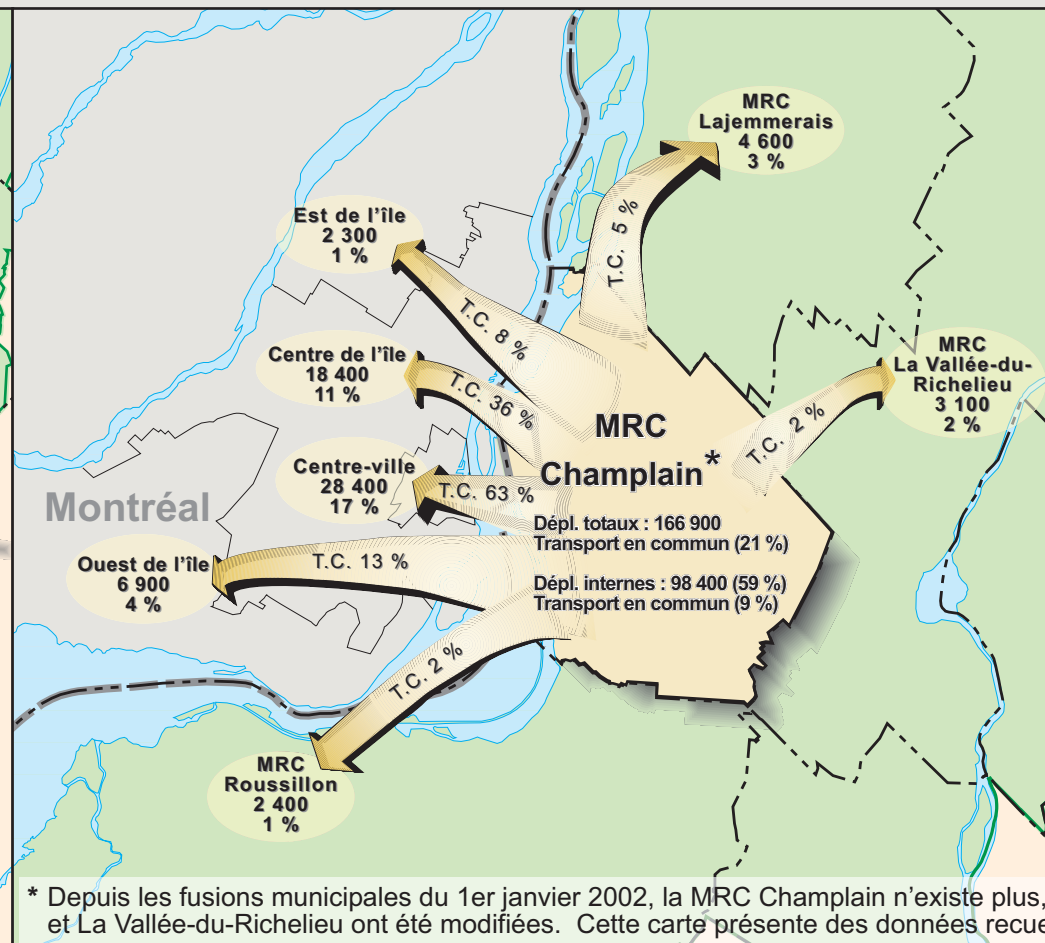 MRC
Lajemmerais
4 600
3 %
T.C. 5 %
Est de l'île
2 300
1 %
T.C. 8 %
Centre de l'île
18 400
11 %
T.C. 36 %
MRC
La Vallée-du-
Richelieu
3 100
2 %
T.C. 2 %
MRC
Champlain*
Centre-ville
28 400
17 %
T.C. 63 %
Montréal
Dépl. totaux : 166 900
Transport en commun (21 %)
Dépl. internes : 98 400 (59 %)
Transport en commun (9 %)
Ouest de l'île
6 900
4 %
T.C. 13 %
T.C. 2 %
MRC
Roussillon
2 400
1 %
* Depuis les fusions municipales du 1er janvier 2002, la MRC Champlain n'existe plus,
et La Vallée-du-Richelieu ont été modifiées. Cette carte présente des données recue